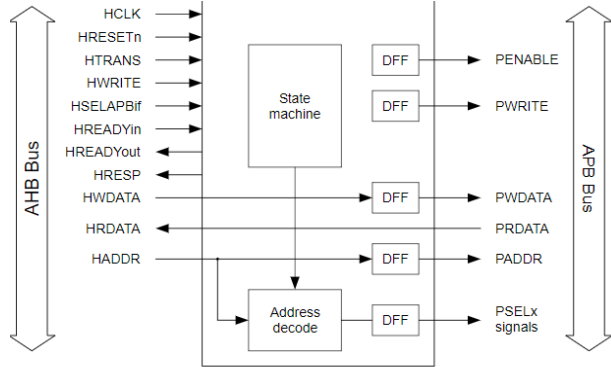 AHB Bus
HCLK
HRESETn
HTRANS
HWRITE
HSELAPBif
HREADYin
HREADYout
HRESP
HWDATA
HRDATA
HADDR
State
machine
Address
decode
DFF
DFF
DFF
DFF
DFF
PENABLE
PWRITE
PWDATA
PRDATA
PADDR
PSELx
signals
APB Bus